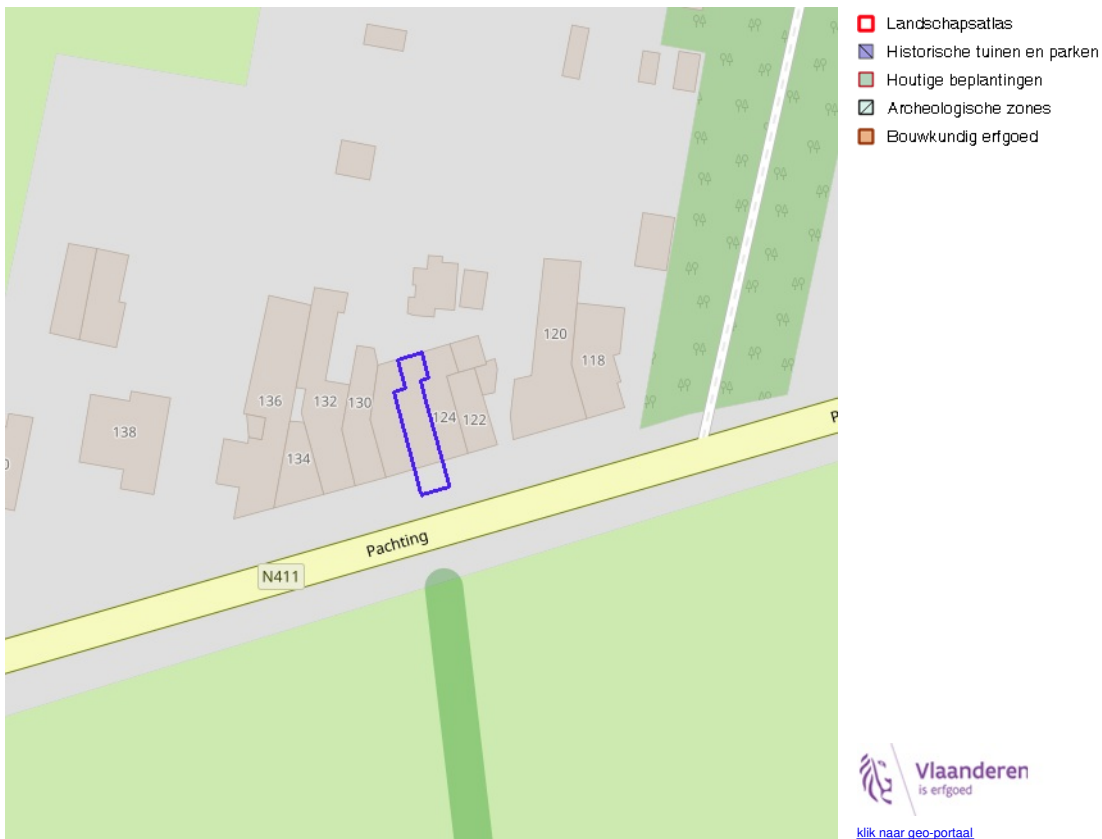 Landschapsatlas
Historische tuinen en parken
Houtige beplantingen
Archeologische zones
Bouwkundig erfgoed
120
118
136
132
130
124
122
138
134
Pachting
N411
Vlaanderen
is erfgoed
klik naar geo-portaal